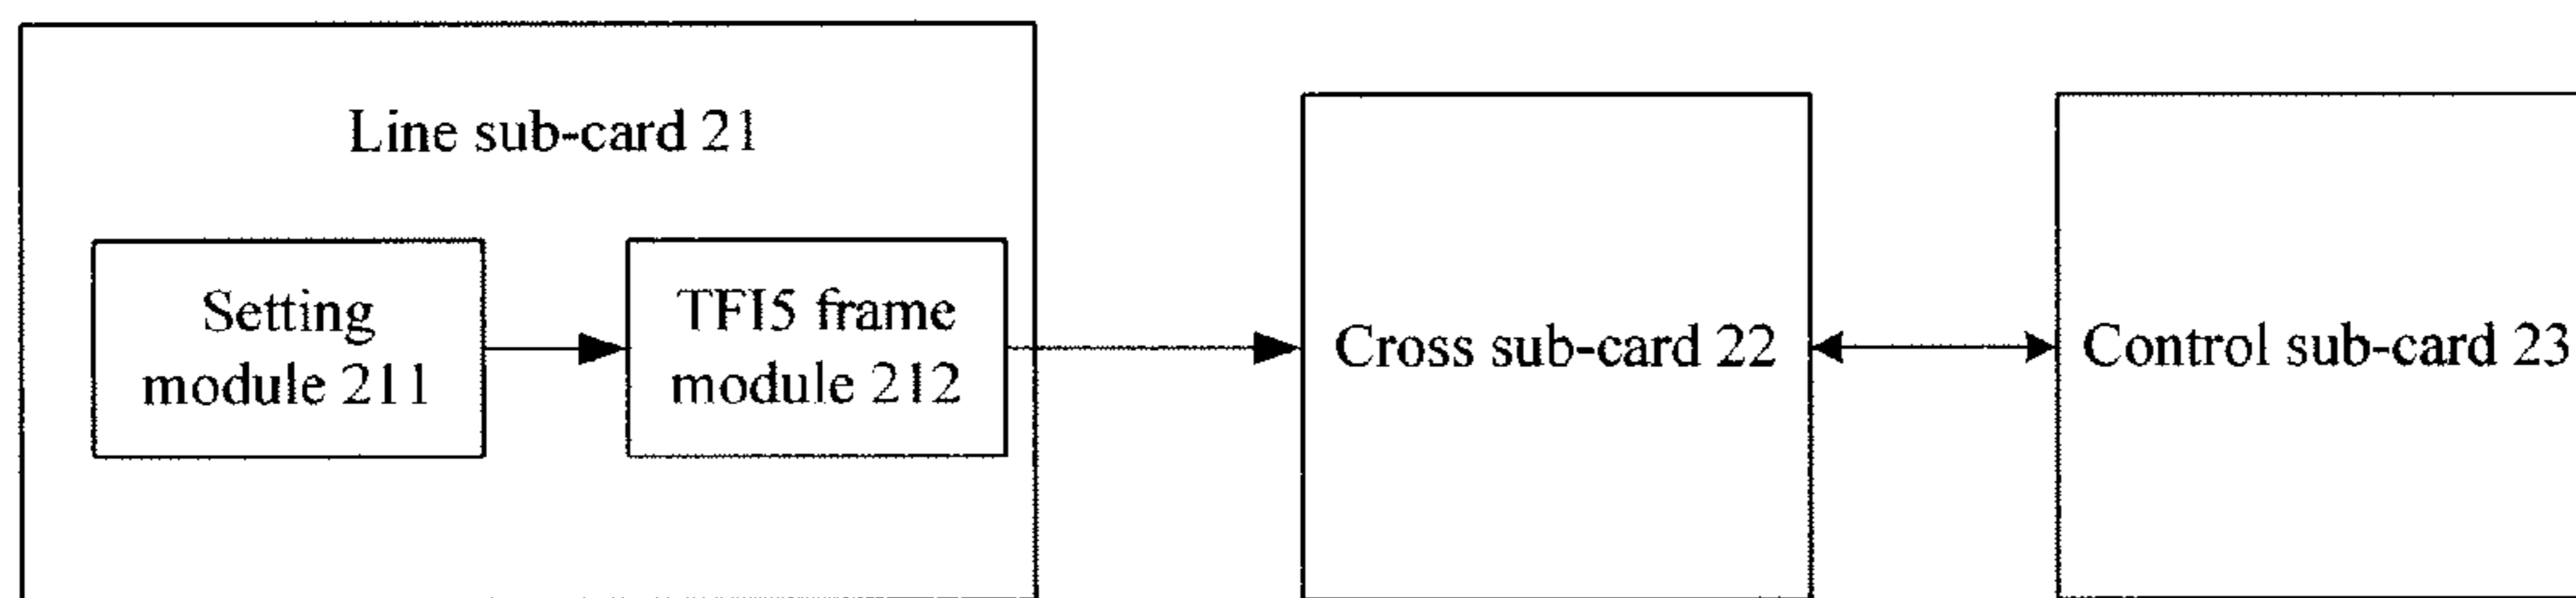 Line sub-card 21
Setting
module 211
TFI5 frame
module 212
Cross sub-card 22
Control sub-card 23